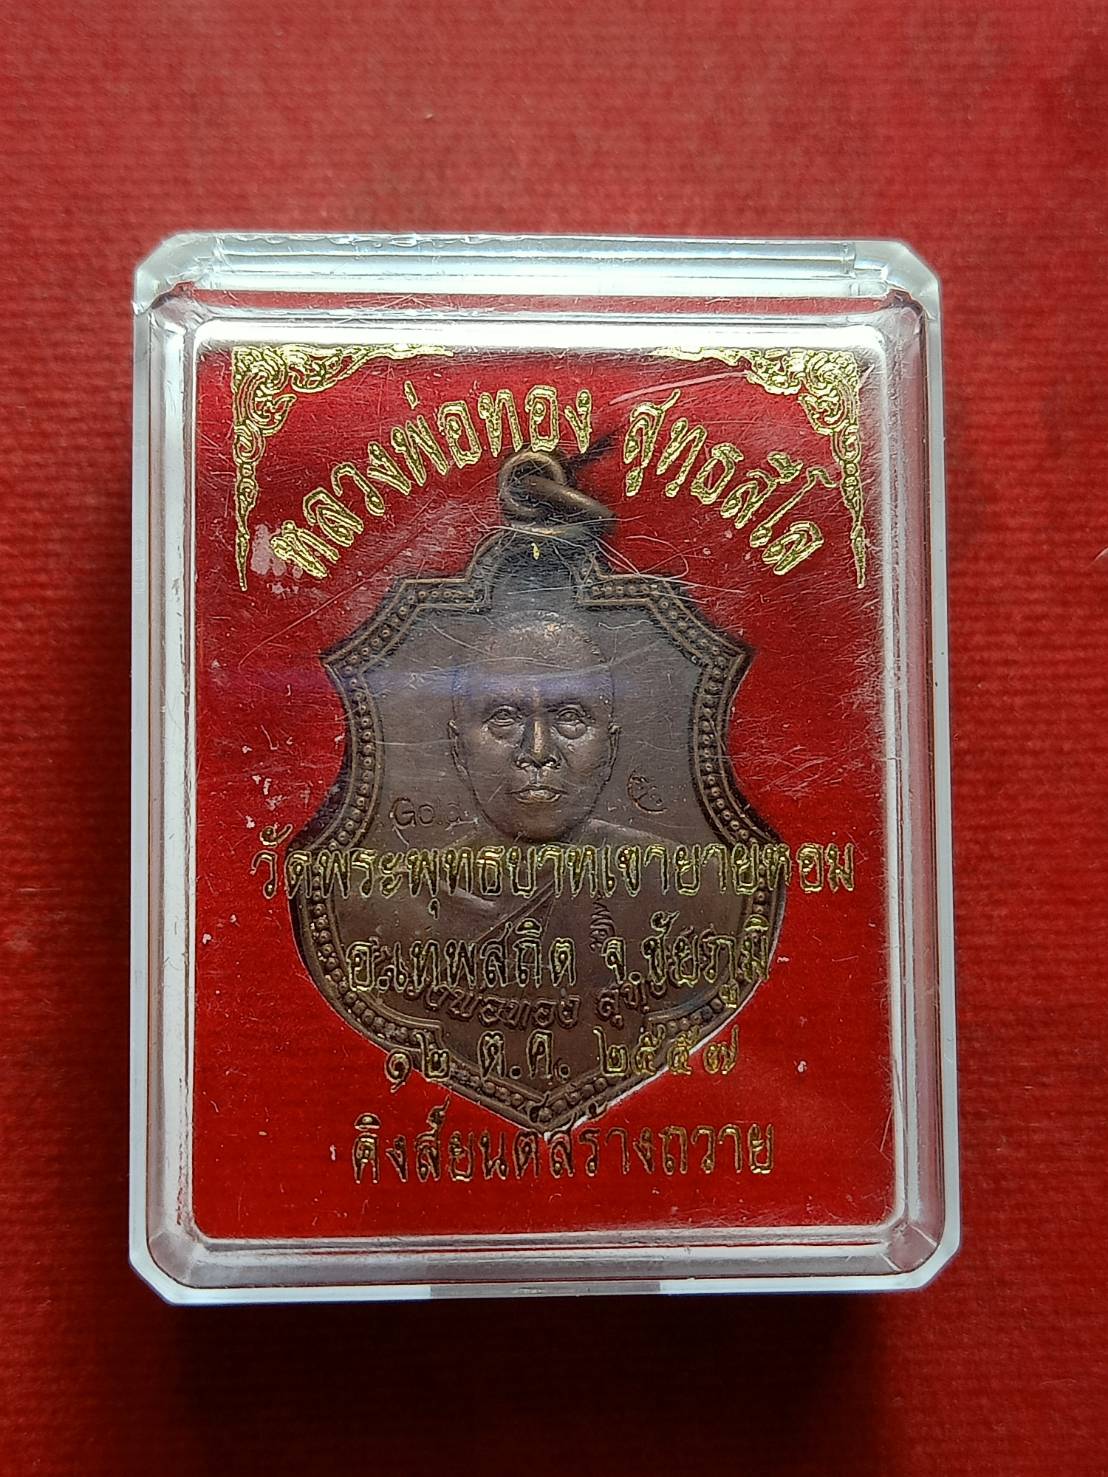 หลวงพ่อทอง สุทธสีโล
Gold
วัดพระพุทธบาทเขายายหอม
อ.เทพสถิต จ.ชัยภูมิ
๑๒ ต.ค. ๒๕๕๗
คิงส์ยนต์สร้างถวาย